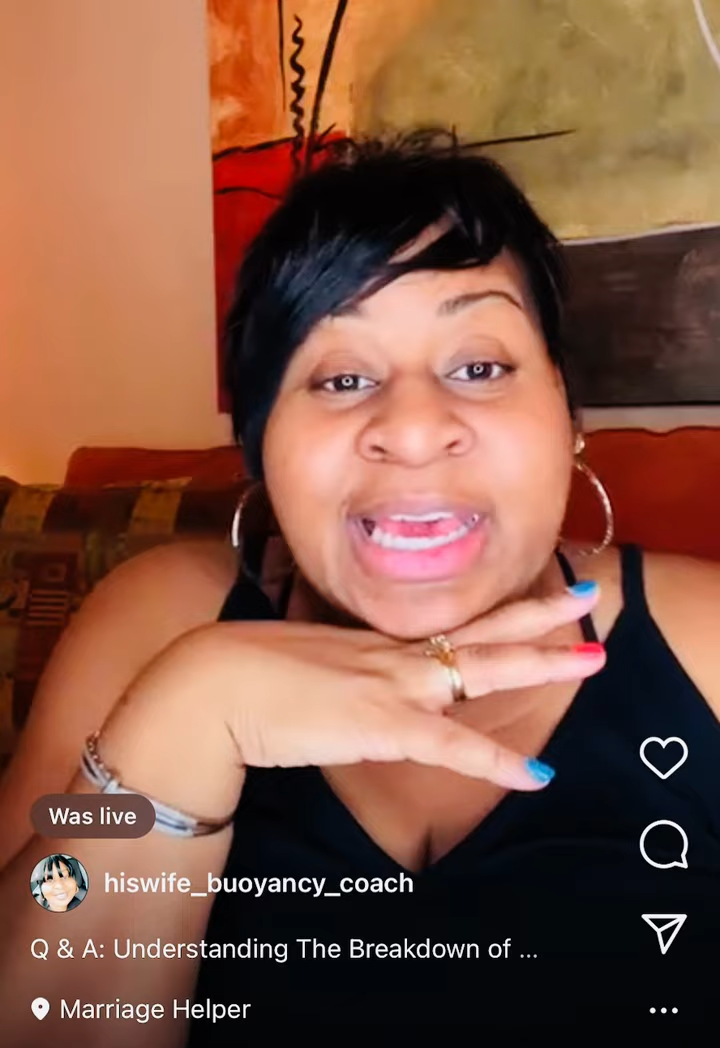 Was live
hiswife_buoyancy_coach
Q & A: Understanding The Breakdown of ...
Marriage Helper